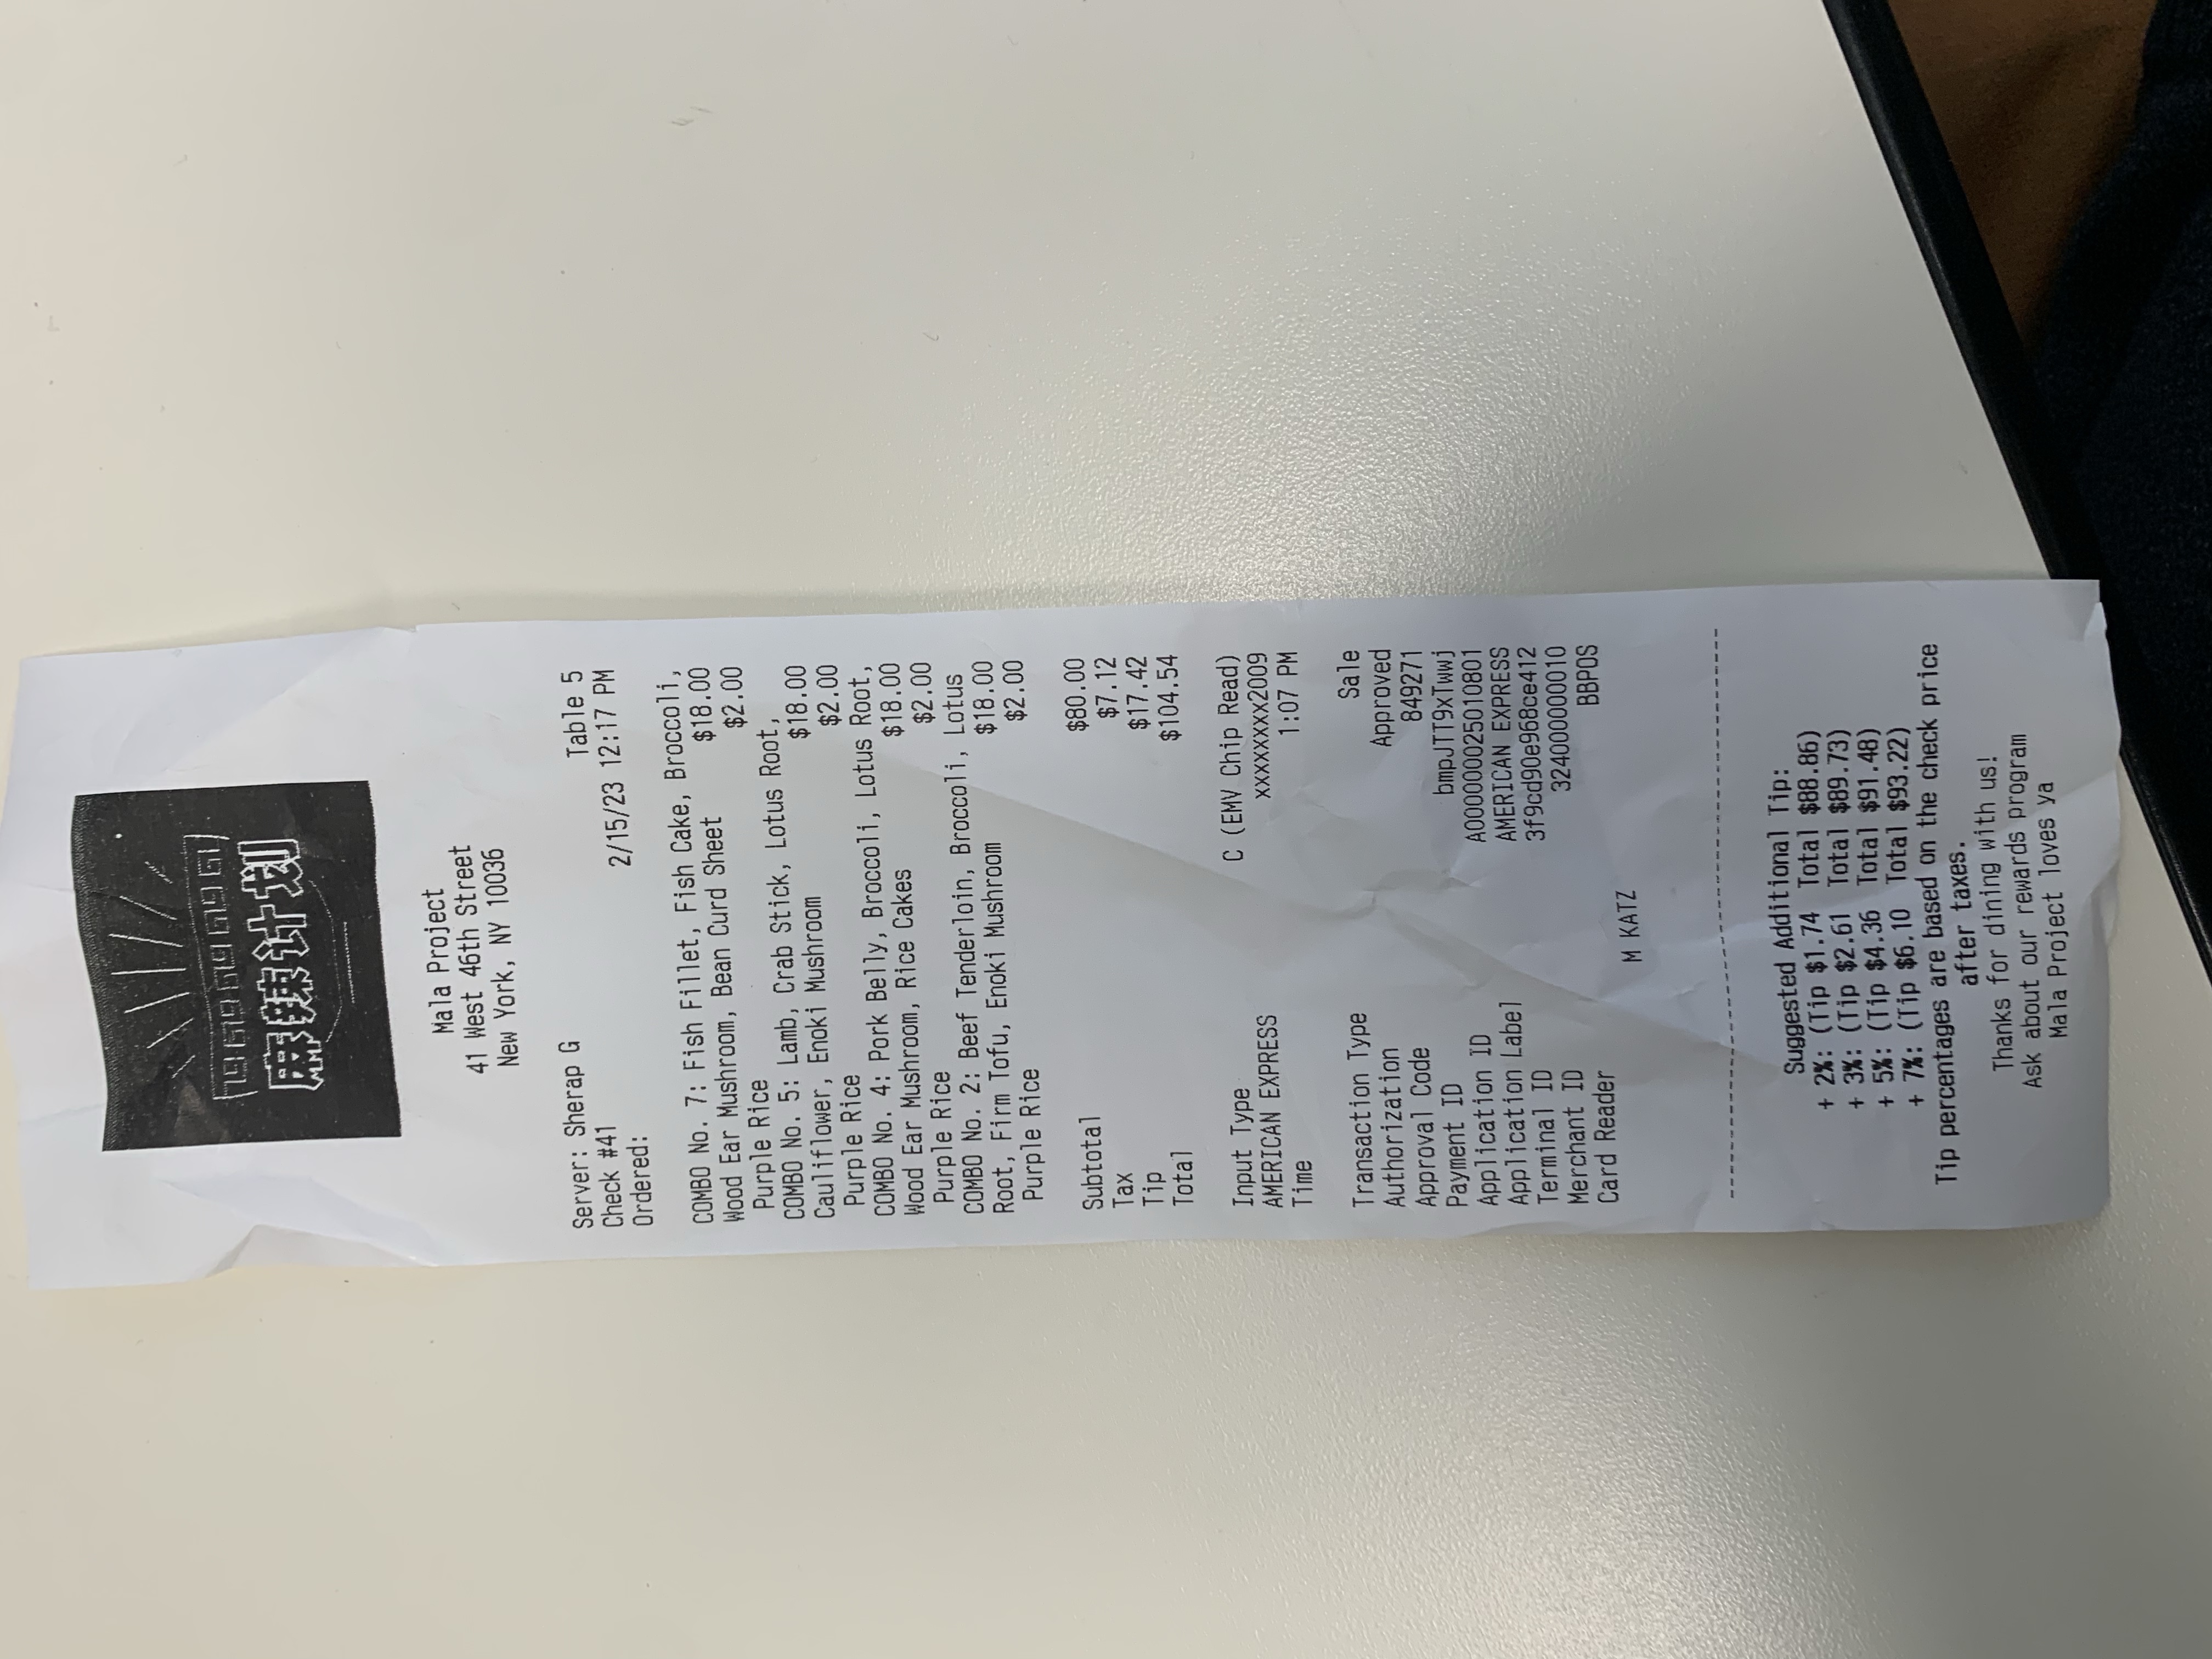 麻辣计划
Mala Project
41 West 46th Street
New York, NY 10036
Server: Sherap G
Check #41 Table 5
Ordered: 2/15/23 12:17 PM
COMBO No. 7: Fish Fillet, Fish Cake, Broccoli,
Wood Ear Mushroom, Bean Curd Sheet $18.00
Purple Rice $2.00
COMBO No. 5: Lamb, Crab Stick, Lotus Root,
Cauliflower, Enoki Mushroom $18.00
Purple Rice $2.00
COMBO No. 4: Pork Belly, Broccoli, Lotus Root,
Wood Ear Mushroom, Rice Cakes $18.00
Purple Rice $2.00
COMBO No. 2: Beef Tenderloin, Broccoli, Lotus
Root, Firm Tofu, Enoki Mushroom $18.00
Purple Rice $2.00
Subtotal $80.00
Tax $7.12
Tip $17.42
Total $104.54
Input Type C (EMV Chip Read)
AMERICAN EXPRESS xxxxxxxx2009
Time 1:07 PM
Transaction Type Sale
Authorization Approved
Approval Code 849271
Payment ID bmpJTT9xTwwj
Application ID A000000025010801
Application Label AMERICAN EXPRESS
Terminal ID 3f9cd90e968ce412
Merchant ID 324000000010
Card Reader BBPOS
M KATZ
Suggested Additional Tip:
+ 2%: (Tip $1.74 Total $88.86)
+ 3%: (Tip $2.61 Total $89.73)
+ 5%: (Tip $4.36 Total $91.48)
+ 7%: (Tip $6.10 Total $93.22)
Tip percentages are based on the check price
after taxes.
Thanks for dining with us!
Ask about our rewards program
Mala Project loves ya